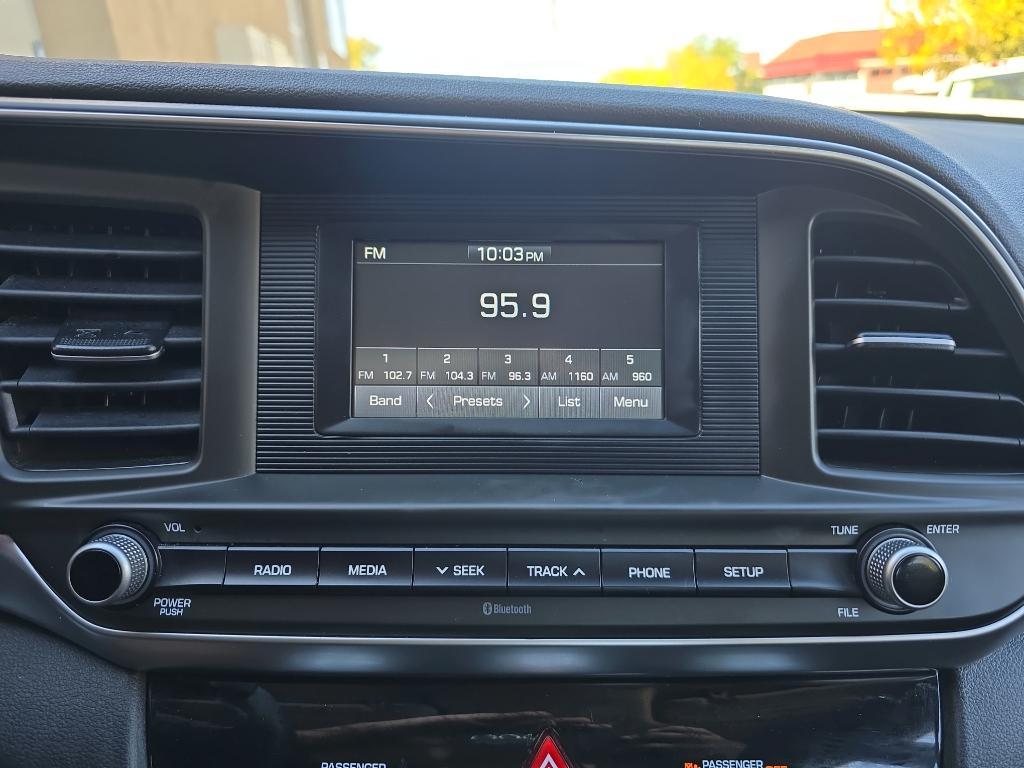 FM 10:03 PM
95.9
1 2 3 4 5
FM 102.7 FM 104.3 FM 96.3 AM 1160 AM 960
Band < Presets > List Menu
VOL TUNE ENTER
RADIO MEDIA SEEK TRACK PHONE SETUP
POWER
PUSH
Bluetooth
FILE
PASSENGER PASSENGER